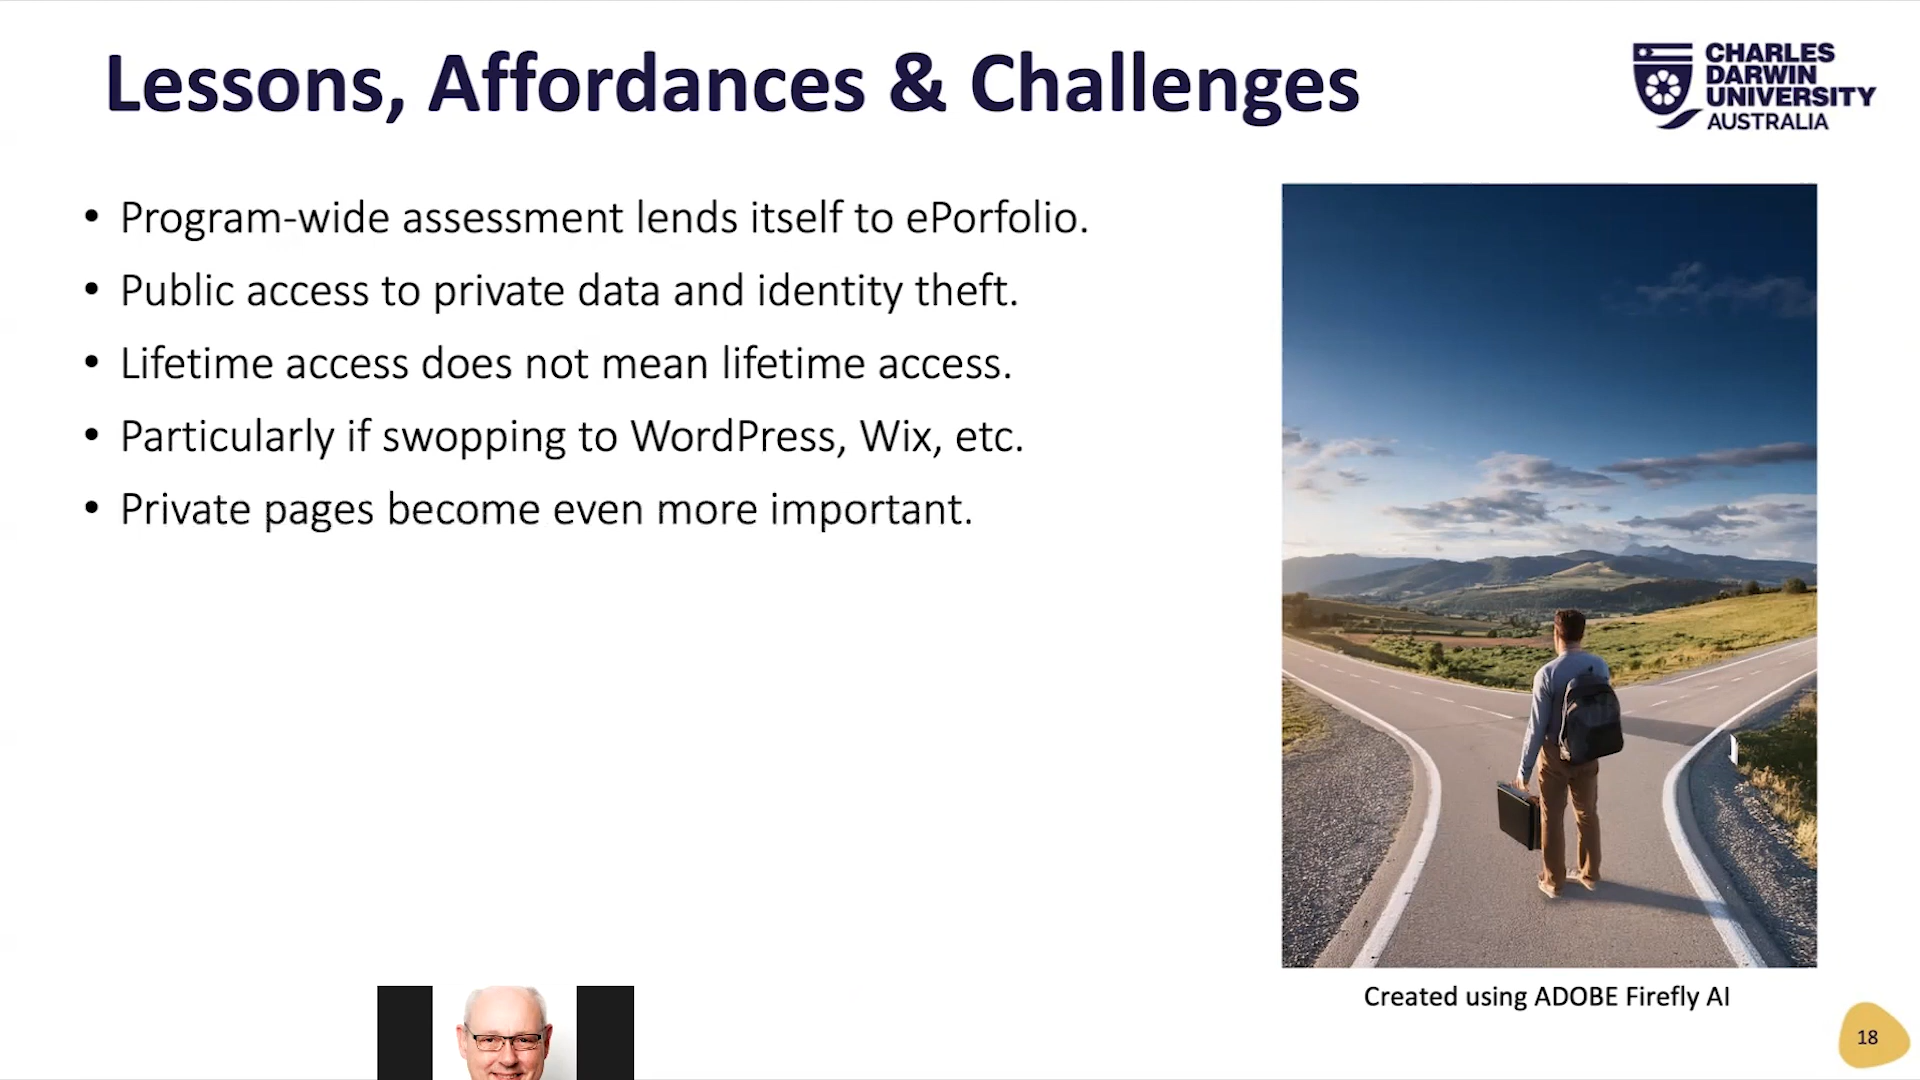 Lessons, Affordances & Challenges
CHARLES
DARWIN
UNIVERSITY
AUSTRALIA
• Program-wide assessment lends itself to ePorfolio.
• Public access to private data and identity theft.
• Lifetime access does not mean lifetime access.
• Particularly if swopping to WordPress, Wix, etc.
• Private pages become even more important.
Created using ADOBE Firefly AI
18